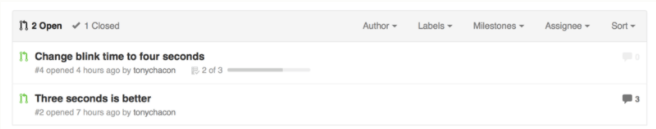 2 Open ✓ 1 Closed Author Labels Milestones Assignee Sort
Change blink time to four seconds
#4 opened 4 hours ago by tonychacon 2 of 3
Three seconds is better 3
#2 opened 7 hours ago by tonychacon